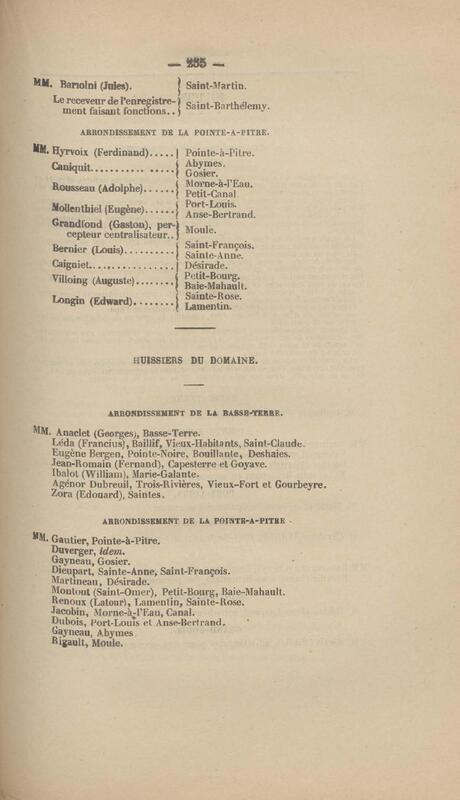 — 235 —
MM. Bartolni (Jules). } Saint-Martin.
Le receveur de l'enregistre-
ment faisant fonctions.. } Saint-Barthélemy.
ARRONDISSEMENT DE LA POINTE-A-PITRE.
MM. Hyrvoix (Ferdinand)..... | Pointe-à-Pitre.
Caniquit............... { Abymes.
Gosier.
Rousseau (Adolphe)...... { Morne-à-l'Eau.
Petit-Canal
Mollenthiel (Eugène)...... { Port-Louis.
Anse-Bertrand.
Grandfond (Gaston), per-
cepteur centralisateur.. } Moule.
Bernier (Louis)........... { Saint-François.
Sainte-Anne.
Caigniet................. | Désirade.
Villoing (Auguste)........ { Petit-Bourg.
Baie-Mahault.
Longin (Edward)......... { Sainte-Rose.
Lamentin.
HUISSIERS DU DOMAINE.
ARRONDISSEMENT DE LA BASSE-TERRE.
MM. Anaclet (Georges), Basse-Terre.
Léda (Francius), Baillif, Vieux-Habitants, Saint-Claude.
Eugène Bergen, Pointe-Noire, Bouillante, Deshaies.
Jean-Romain (Fernand), Capesterre et Goyave.
Ibalot (William), Marie-Galante.
Agénor Dubreuil, Trois-Rivières, Vieux-Fort et Gourbeyre.
Zora (Edouard), Saintes.
ARRONDISSEMENT DE LA POINTE-A-PITRE
MM. Gautier, Pointe-à-Pitre.
Duverger, idem.
Gayneau, Gosier.
Dieupart, Sainte-Anne, Saint-François.
Martineau, Désirade.
Montout (Saint-Omer), Petit-Bourg, Baie-Mahault.
Renoux (Latour), Lamentin, Sainte-Rose.
Jacobin, Morne-à-l'Eau, Canal.
Dubois, Port-Louis et Anse-Bertrand.
Gayneau, Abymes.
Rigault, Moule.